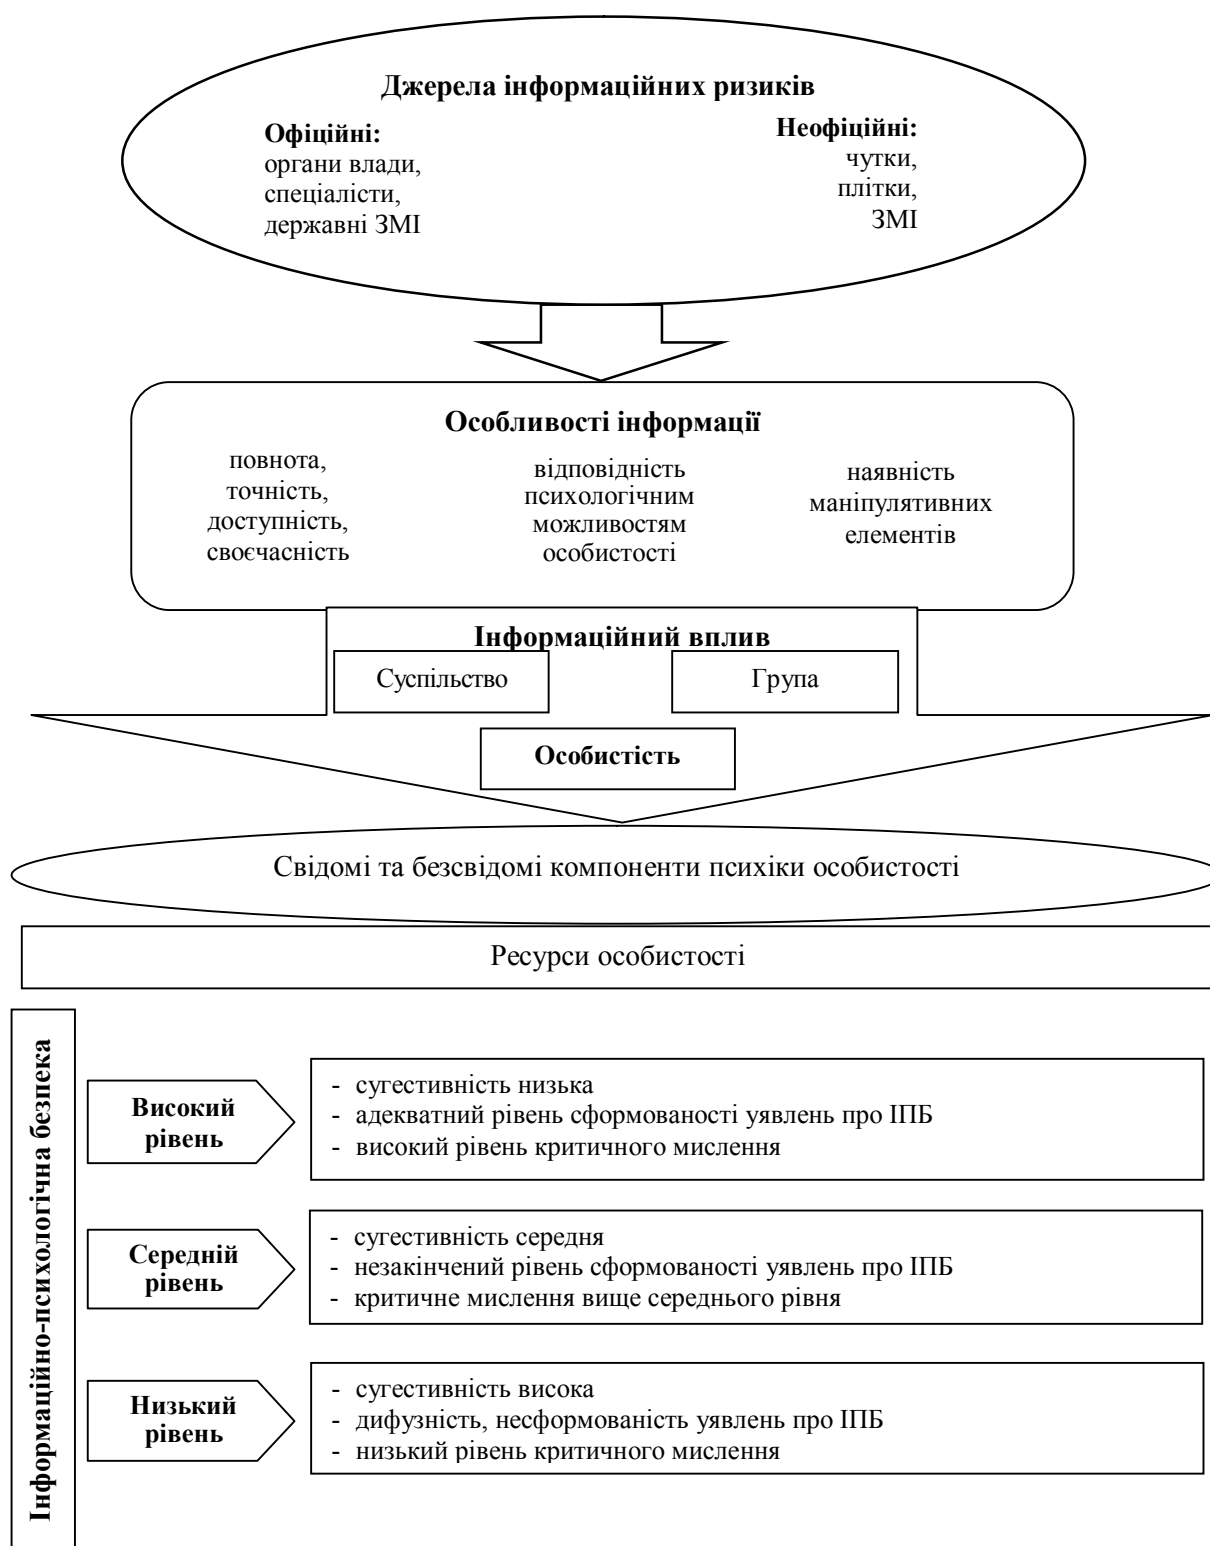 Джерела інформаційних ризиків
Офіційні:
органи влади,
спеціалісти,
державні ЗМІ
Неофіційні:
чутки,
плітки,
ЗМІ
Особливості інформації
повнота,
точність,
доступність,
своєчасність
відповідність
психологічним
можливостям
особистості
наявність
маніпулятивних
елементів
Інформаційний вплив
Суспільство
Група
Особистість
Свідомі та безсвідомі компоненти психіки особистості
Ресурси особистості
Інформаційно-психологічна безпека
Високий
рівень
- сугестивність низька
- адекватний рівень сформованості уявлень про ІПБ
- високий рівень критичного мислення
Середній
рівень
- сугестивність середня
- незакінчений рівень сформованості уявлень про ІПБ
- критичне мислення вище середнього рівня
Низький
рівень
- сугестивність висока
- дифузність, несформованість уявлень про ІПБ
- низький рівень критичного мислення